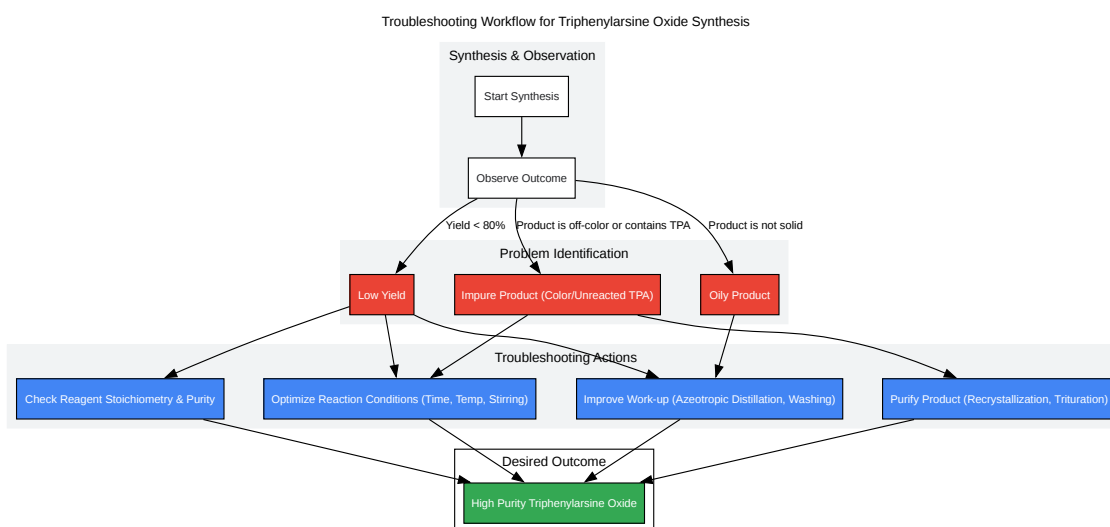 Troubleshooting Workflow for Triphenylarsine Oxide Synthesis
Synthesis & Observation
Start Synthesis
Observe Outcome
Yield < 80%
Product is off-color or contains TPA
Product is not solid
Problem Identification
Low Yield
Impure Product (Color/Unreacted TPA)
Oily Product
Troubleshooting Actions
Check Reagent Stoichiometry & Purity
Optimize Reaction Conditions (Time, Temp, Stirring)
Improve Work-up (Azeotropic Distillation, Washing)
Purify Product (Recrystallization, Trituration)
Desired Outcome
High Purity Triphenylarsine Oxide